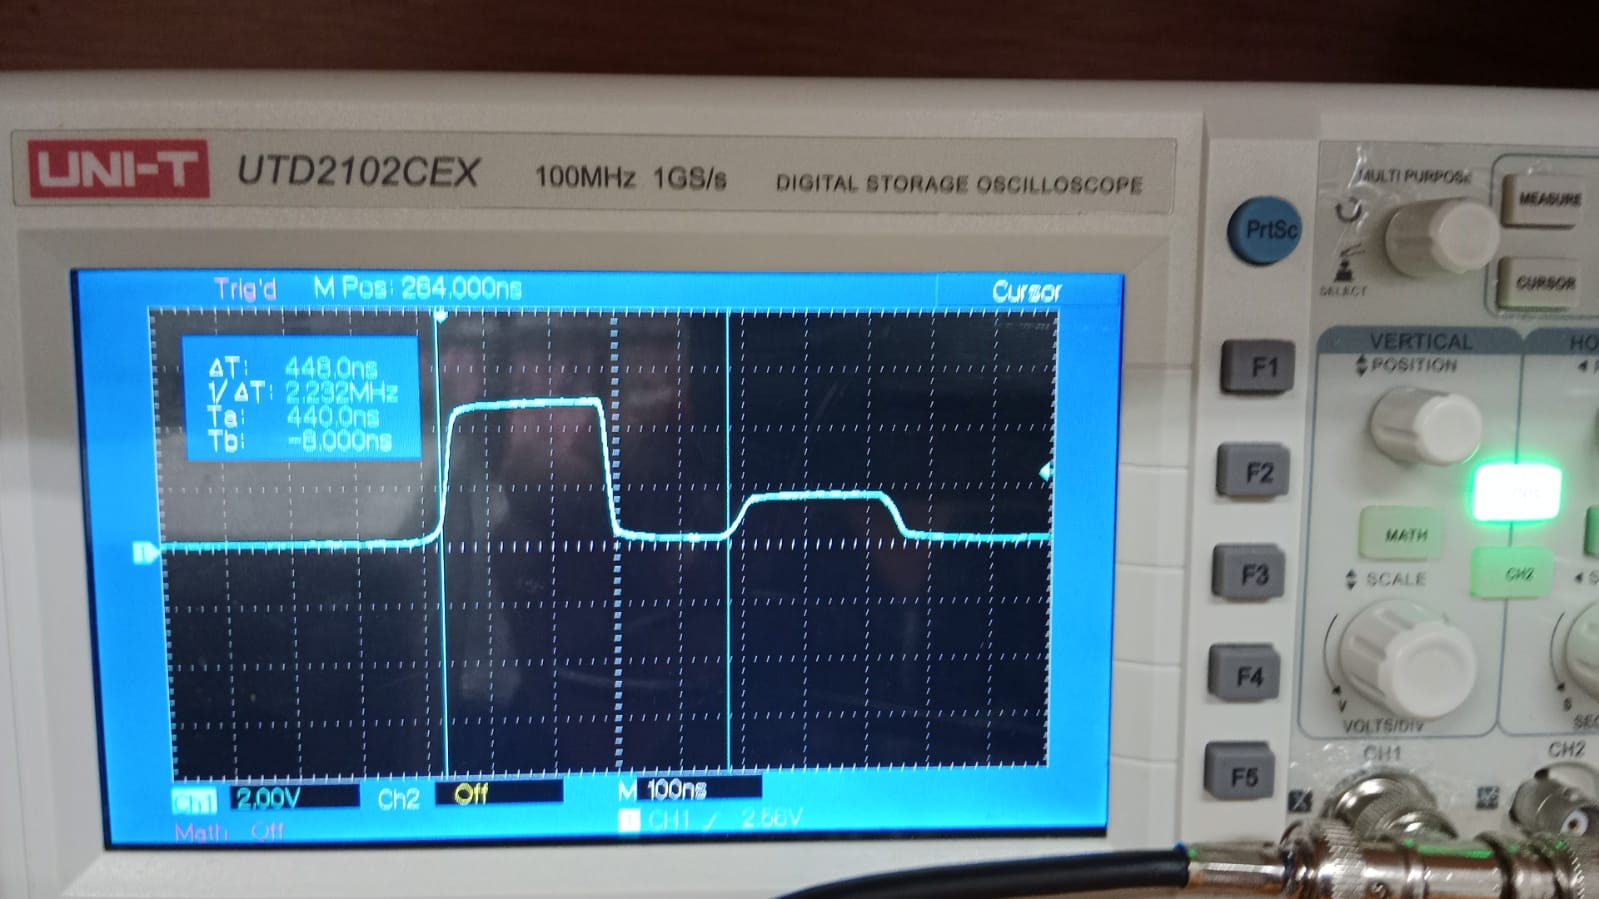 UNI-T UTD2102CEX 100MHz 1GS/s DIGITAL STORAGE OSCILLOSCOPE
MULTI PURPOSE
MEASURE
PrtSc
SELECT
CURSOR
Trig'd M Pos: 264.000ns Cursor
ΔT: 448.0ns
1/ΔT: 2.232MHz
Ta: 440.0ns
Tb: -8.000ns
VERTICAL
HO
POSITION
F1
F2
MATH
CH2
F3
SCALE
F4
VOLTS/DIV
SEC
F5
CH1
CH2
Ch1 2.00V Ch2 Off M 100ns
Math Off
CH1 2.56V